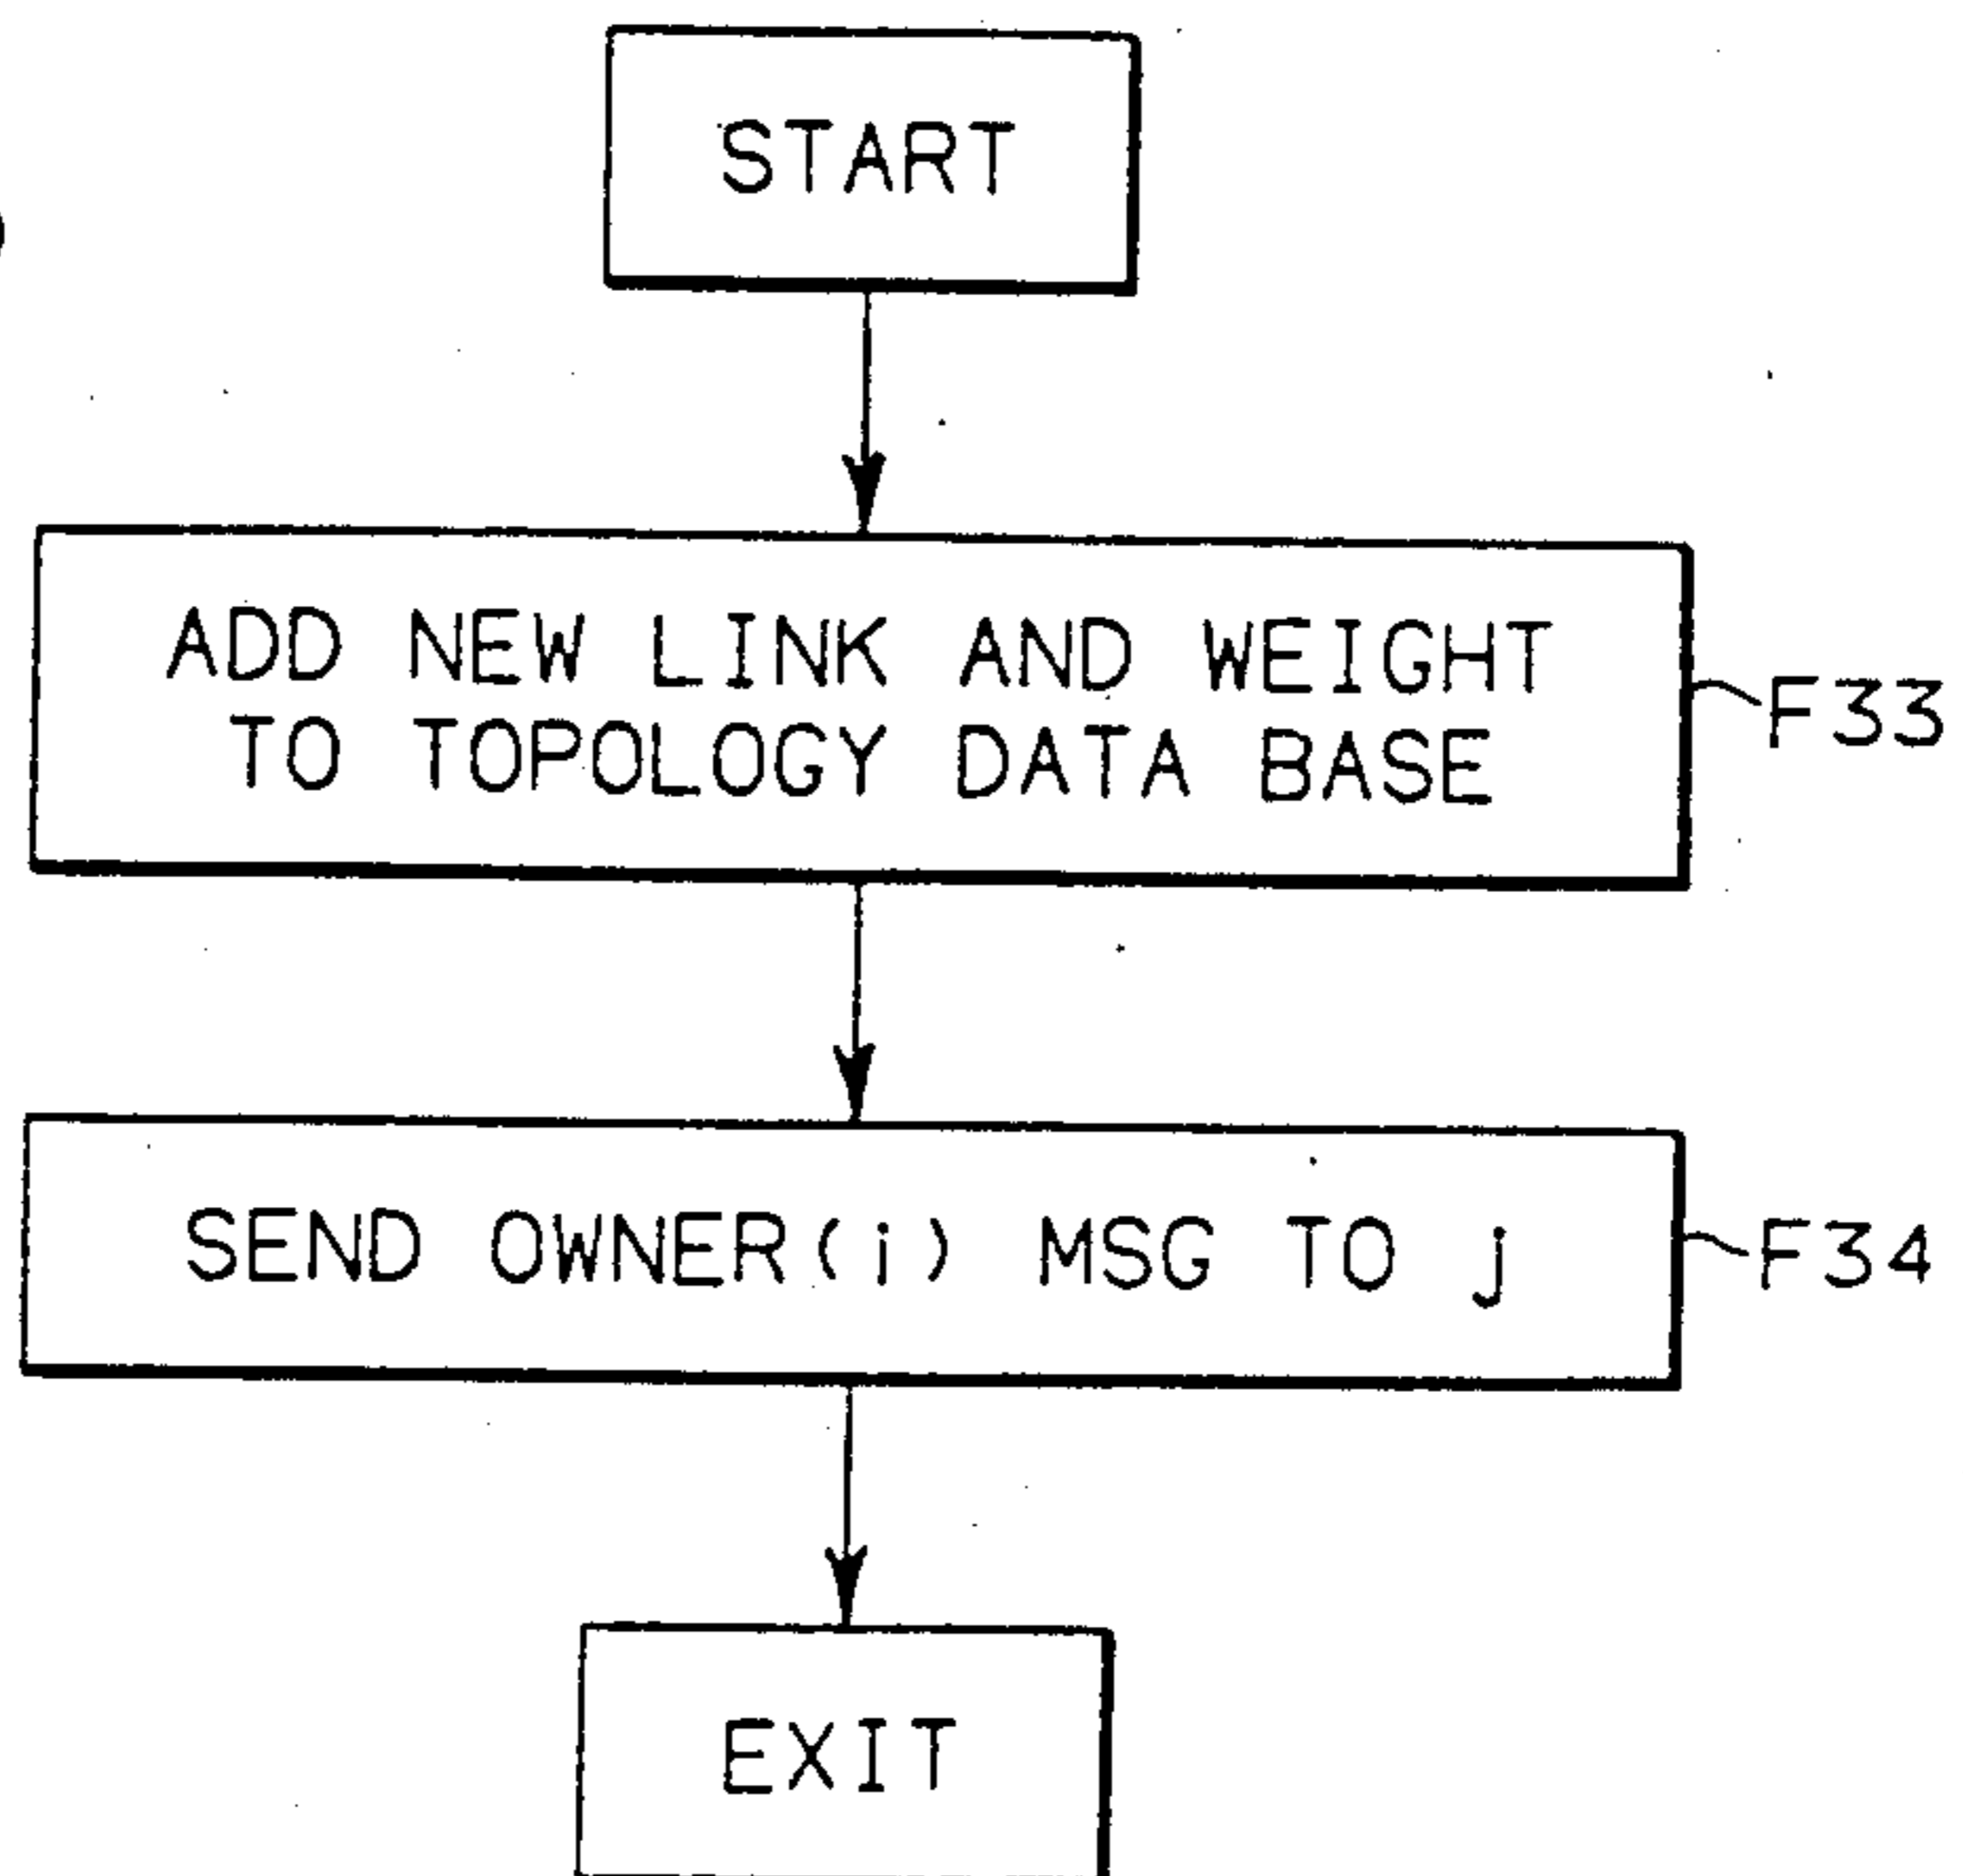 START
ADD NEW LINK AND WEIGHT
TO TOPOLOGY DATA BASE
F33
SEND OWNER(i) MSG TO j
F34
EXIT